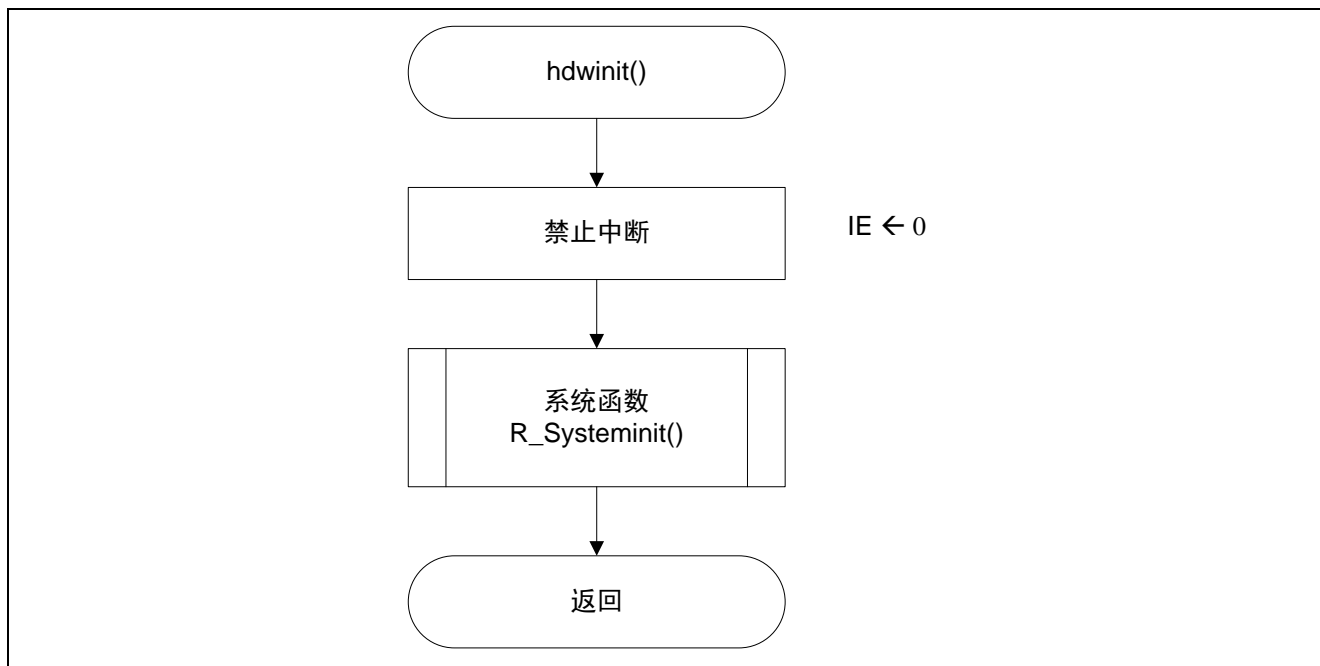 hdwinit()
禁止中断
IE ← 0
系统函数
R_Systeminit()
返回